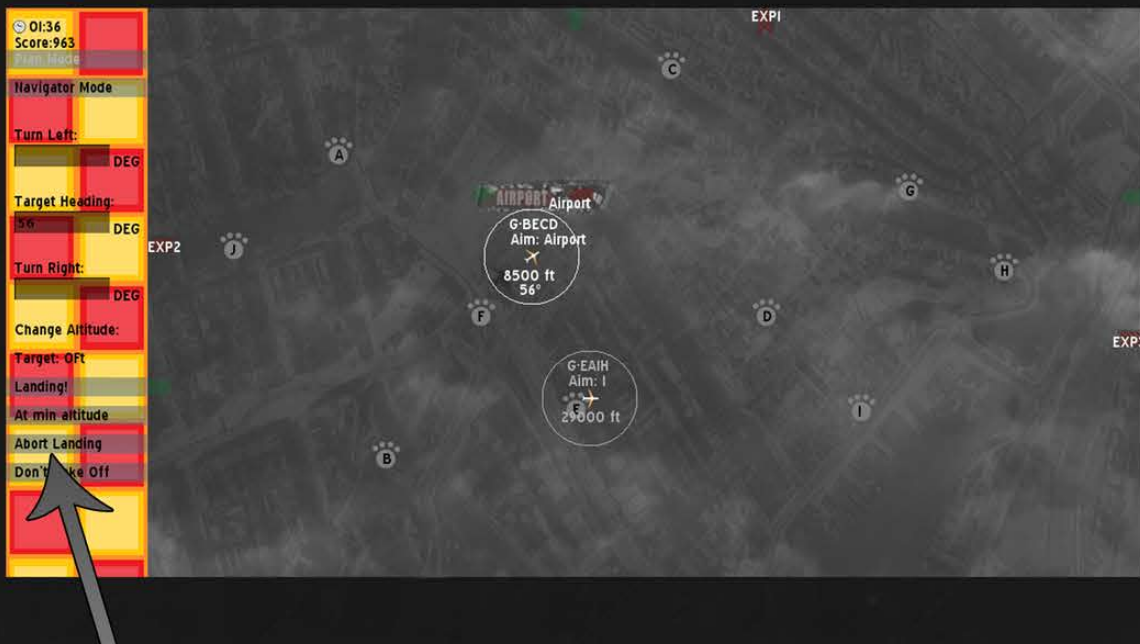 01:36
Score:963
Plan Mode
Navigator Mode
Turn Left:
DEG
Target Heading:
56
DEG
Turn Right:
DEG
Change Altitude:
Target: 0Ft
Landing!
At min altitude
Abort Landing
Don't ke Off
EXP1
C
A
G
AIRPORT
Airport
G-BECD
Aim: Airport
8500 ft
56°
EXP2
J
H
F
D
EXP
G-EAIH
Aim: I
E
29000 ft
I
B